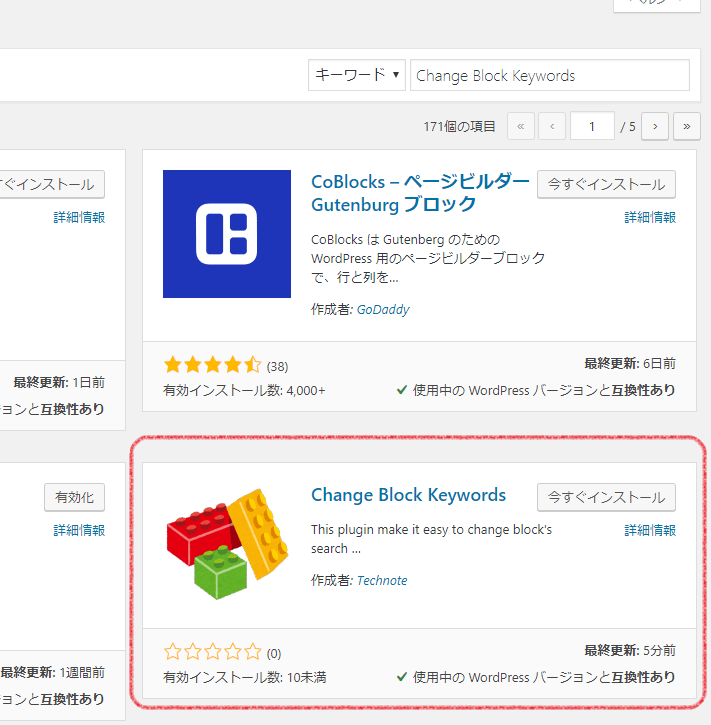 キーワード ▼ Change Block Keywords
171個の項目 « ‹ 1 / 5 › »
すぐインストール
詳細情報
最終更新: 1日前
ョンと互換性あり
CoBlocks – ページビルダー
Gutenburg ブロック
今すぐインストール
詳細情報
CoBlocks は Gutenberg のための
WordPress 用のページビルダーブロック
で、行と列を...
作成者: GoDaddy
(38)
最終更新: 6日前
有効インストール数: 4,000+
使用中の WordPress バージョンと互換性あり
有効化
詳細情報
最終更新: 1週間前
ョンと互換性あり
Change Block Keywords
今すぐインストール
詳細情報
This plugin make it easy to change block's
search ...
作成者: Technote
(0)
最終更新: 5分前
有効インストール数: 10未満
使用中の WordPress バージョンと互換性あり